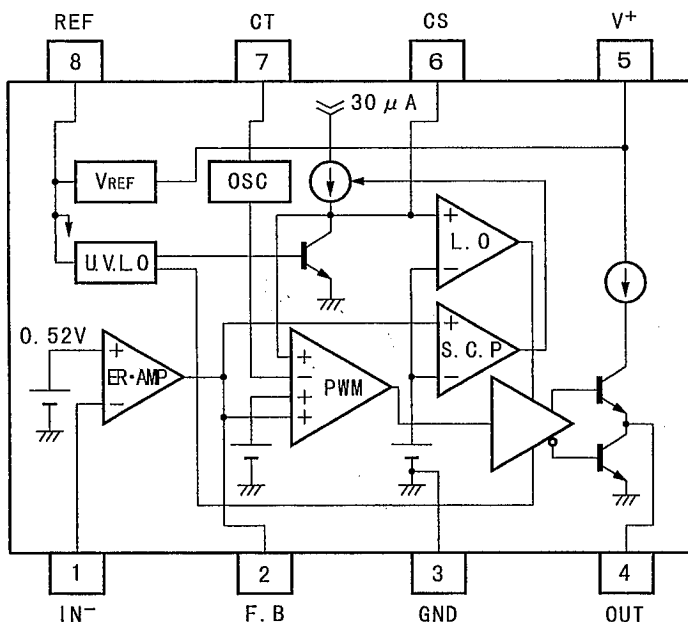 REF CT CS V+
8 7 6 5
30 μA
VREF OSC
L.O
U.V.L.O
0.52V
S.C.P
ER·AMP
PWM
1 2 3 4
IN- F.B GND OUT